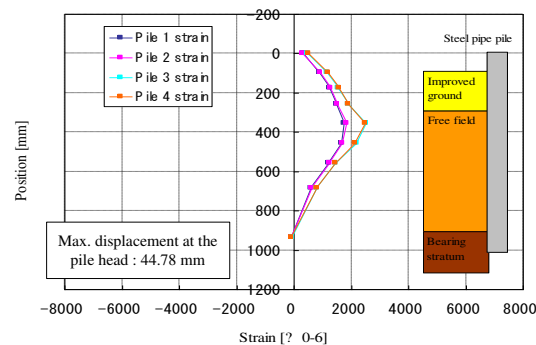 −200
0
200
400
600
800
1000
1200
Position [mm]
Pile 1 strain
Pile 2 strain
Pile 3 strain
Pile 4 strain
Steel pipe pile
Improved
ground
Free field
Bearing
stratum
Max. displacement at the
pile head : 44.78 mm
−8000 −6000 −4000 −2000 0 2000 4000 6000 8000
Strain [? 0-6]